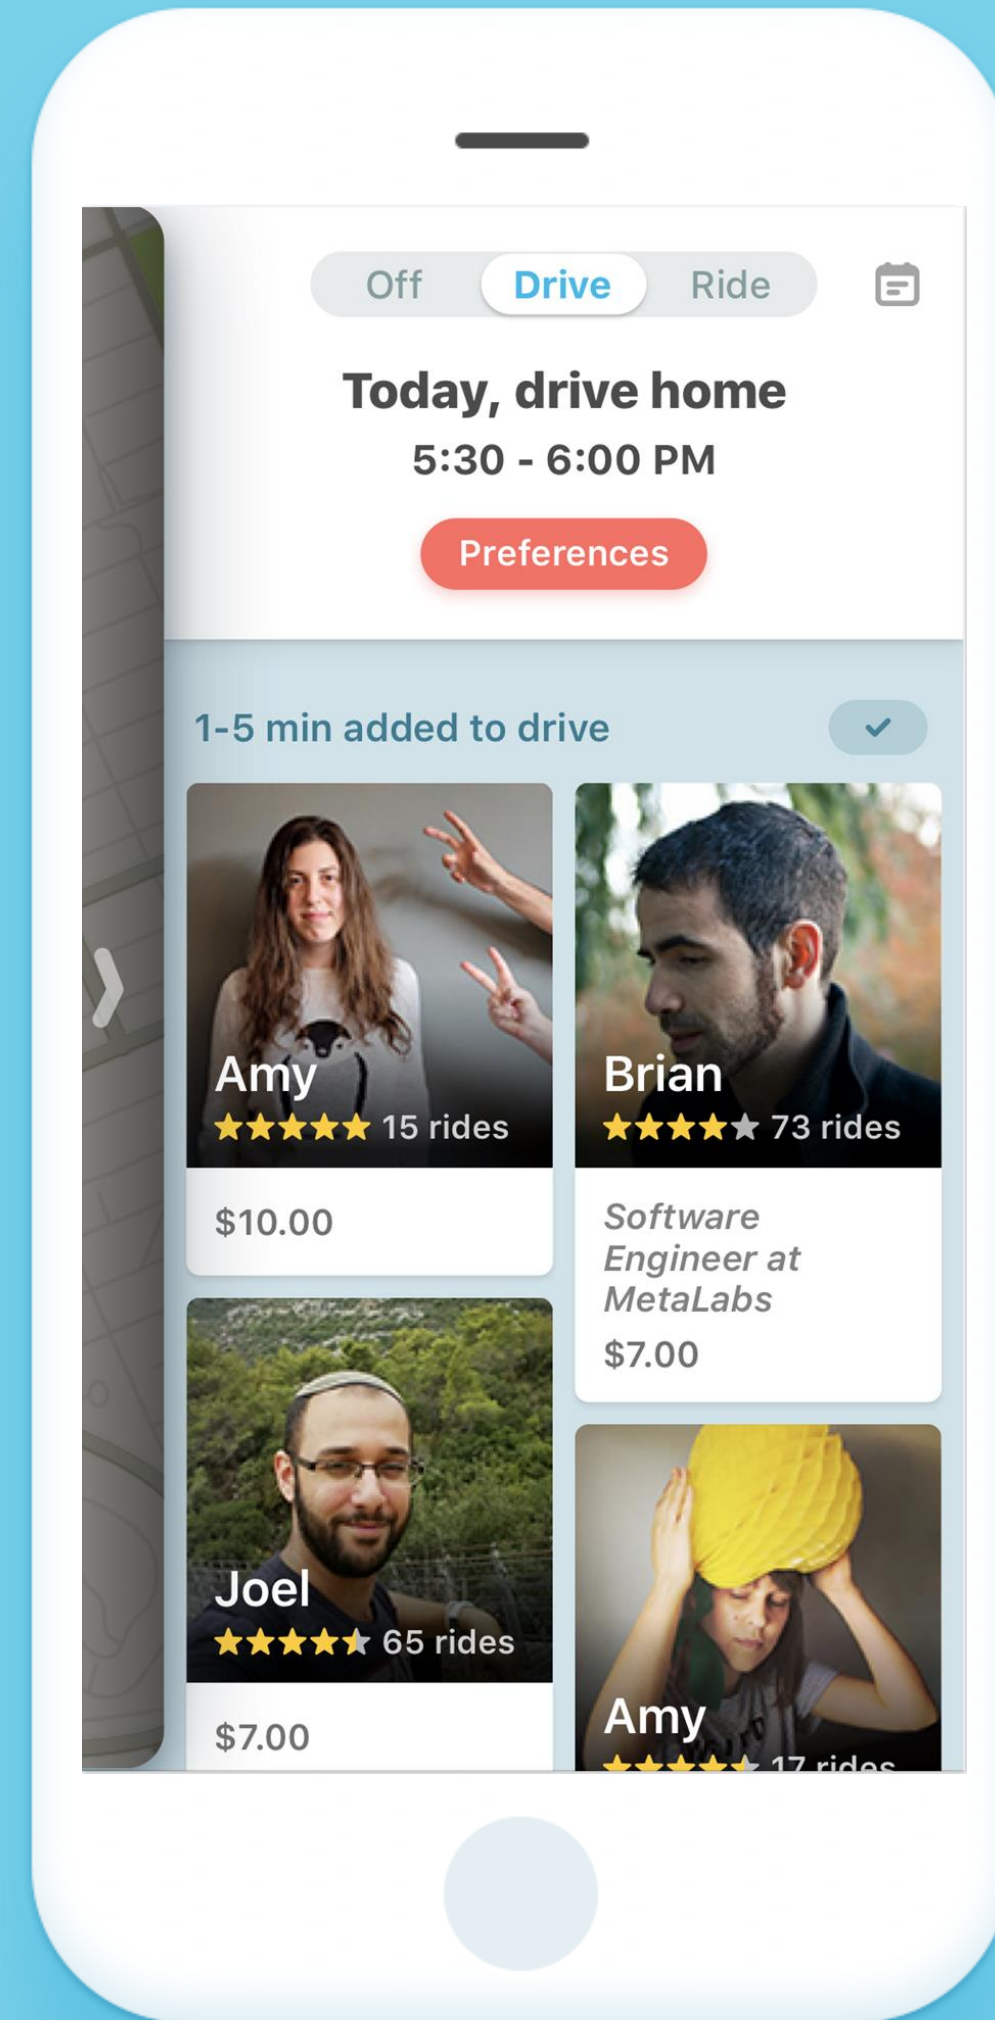 Off Drive Ride
Today, drive home
5:30 - 6:00 PM
Preferences
1-5 min added to drive
Amy
15 rides
$10.00
Brian
73 rides
Software
Engineer at
MetaLabs
$7.00
Joel
65 rides
$7.00
Amy
17 rides